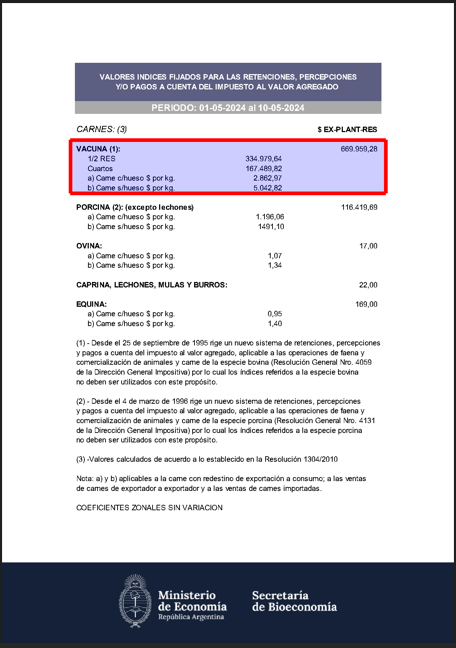 VALORES INDICES FIJADOS PARA LAS RETENCIONES, PERCEPCIONES
Y/O PAGOS A CUENTA DEL IMPUESTO AL VALOR AGREGADO
PERIODO: 01-05-2024 al 10-05-2024
CARNES: (3) $ EX-PLANT-RES
VACUNA (1): 669.959,28
1/2 RES 334.979,64
Cuartos 167.489,82
a) Carne c/hueso $ por kg. 2.862,97
b) Carne s/hueso $ por kg. 5.042,82
PORCINA (2): (excepto lechones) 116.419,69
a) Carne c/hueso $ por kg. 1.196,06
b) Carne s/hueso $ por kg. 1491,10
OVINA: 17,00
a) Carne c/hueso $ por kg. 1,07
b) Carne s/hueso $ por kg. 1,34
CAPRINA, LECHONES, MULAS Y BURROS: 22,00
EQUINA: 169,00
a) Carne c/hueso $ por kg. 0,95
b) Carne s/hueso $ por kg. 1,40
(1) - Desde el 25 de septiembre de 1995 rige un nuevo sistema de retenciones, percepciones
y pagos a cuenta del impuesto al valor agregado, aplicable a las operaciones de faena y
comercialización de animales y carne de la especie bovina (Resolución General Nro. 4059
de la Dirección General Impositiva) por lo cual los índices referidos a la especie bovina
no deben ser utilizados con este propósito.
(2) - Desde el 4 de marzo de 1996 rige un nuevo sistema de retenciones, percepciones
y pagos a cuenta del impuesto al valor agregado, aplicable a las operaciones de faena y
comercialización de animales y carne de la especie porcina (Resolución General Nro. 4131
de la Dirección General Impositiva) por lo cual los índices referidos a la especie porcina
no deben ser utilizados con este propósito.
(3) -Valores calculados de acuerdo a lo establecido en la Resolución 1304/2010
Nota: a) y b) aplicables a la carne con redestino de exportación a consumo; a las ventas
de carnes de exportador a exportador y a las ventas de carnes importadas.
COEFICIENTES ZONALES SIN VARIACION
Ministerio
de Economía
República Argentina
Secretaría
de Bioeconomía